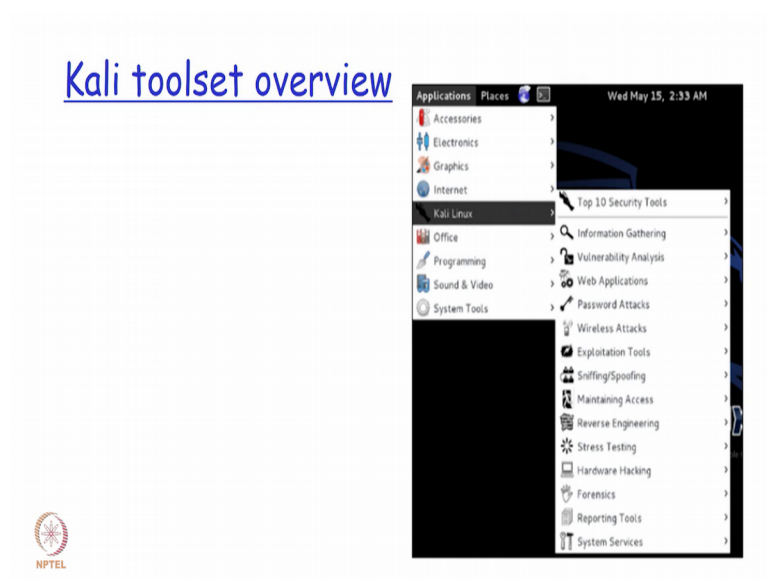 Kali toolset overview
Applications Places Wed May 15, 2:33 AM
Accessories
Electronics
Graphics
Internet
Kali Linux
Office
Programming
Sound & Video
System Tools
Top 10 Security Tools
Information Gathering
Vulnerability Analysis
Web Applications
Password Attacks
Wireless Attacks
Exploitation Tools
Sniffing/Spoofing
Maintaining Access
Reverse Engineering
Stress Testing
Hardware Hacking
Forensics
Reporting Tools
System Services
NPTEL